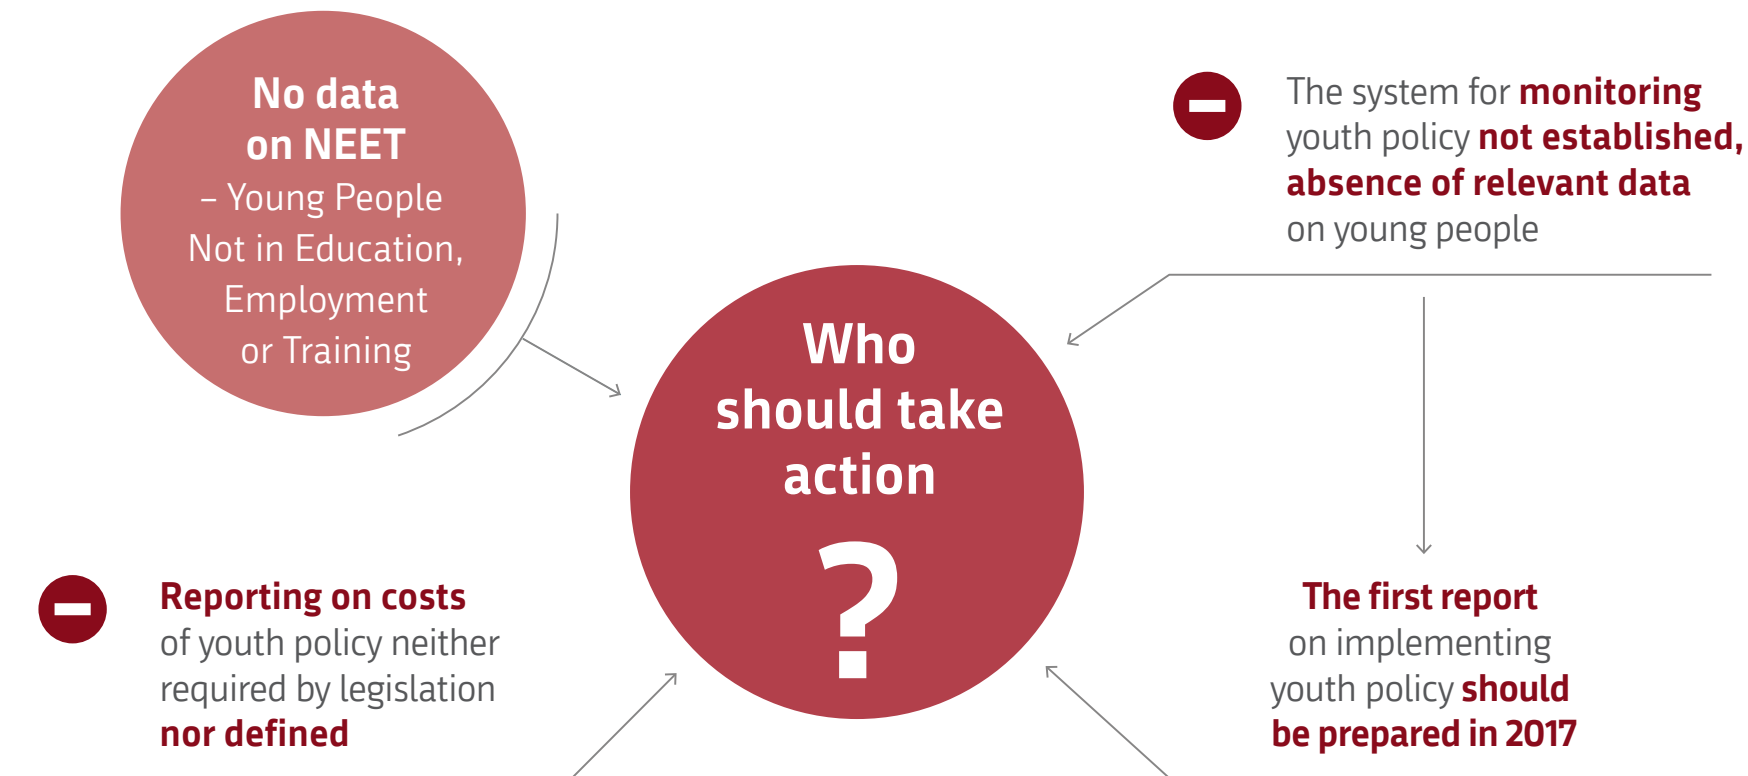 No data
on NEET
– Young People
Not in Education,
Employment
or Training
The system for monitoring
youth policy not established,
absence of relevant data
on young people
Who
should take
action
?
Reporting on costs
of youth policy neither
required by legislation
nor defined
The first report
on implementing
youth policy should
be prepared in 2017